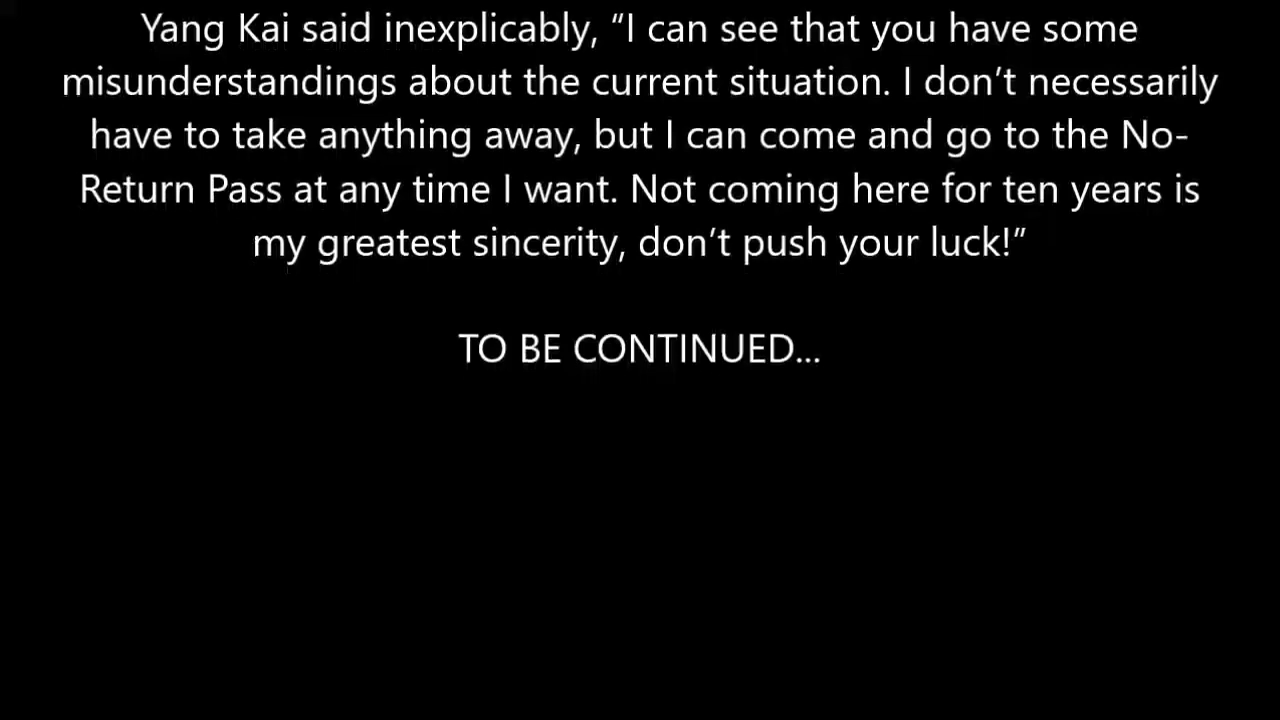 Yang Kai said inexplicably, “I can see that you have some
misunderstandings about the current situation. I don’t necessarily
have to take anything away, but I can come and go to the No-
Return Pass at any time I want. Not coming here for ten years is
my greatest sincerity, don’t push your luck!”
TO BE CONTINUED...